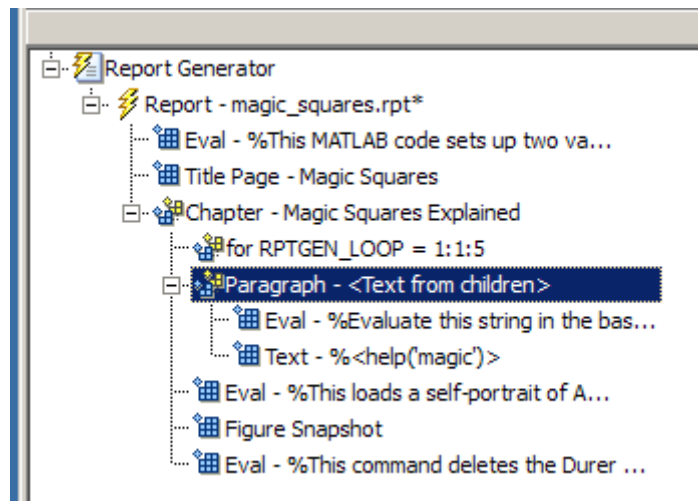 Report Generator
Report - magic_squares.rpt*
Eval - %This MATLAB code sets up two va...
Title Page - Magic Squares
Chapter - Magic Squares Explained
for RPTGEN_LOOP = 1:1:5
Paragraph - <Text from children>
Eval - %Evaluate this string in the bas...
Text - %<help('magic')>
Eval - %This loads a self-portrait of A...
Figure Snapshot
Eval - %This command deletes the Durer ...